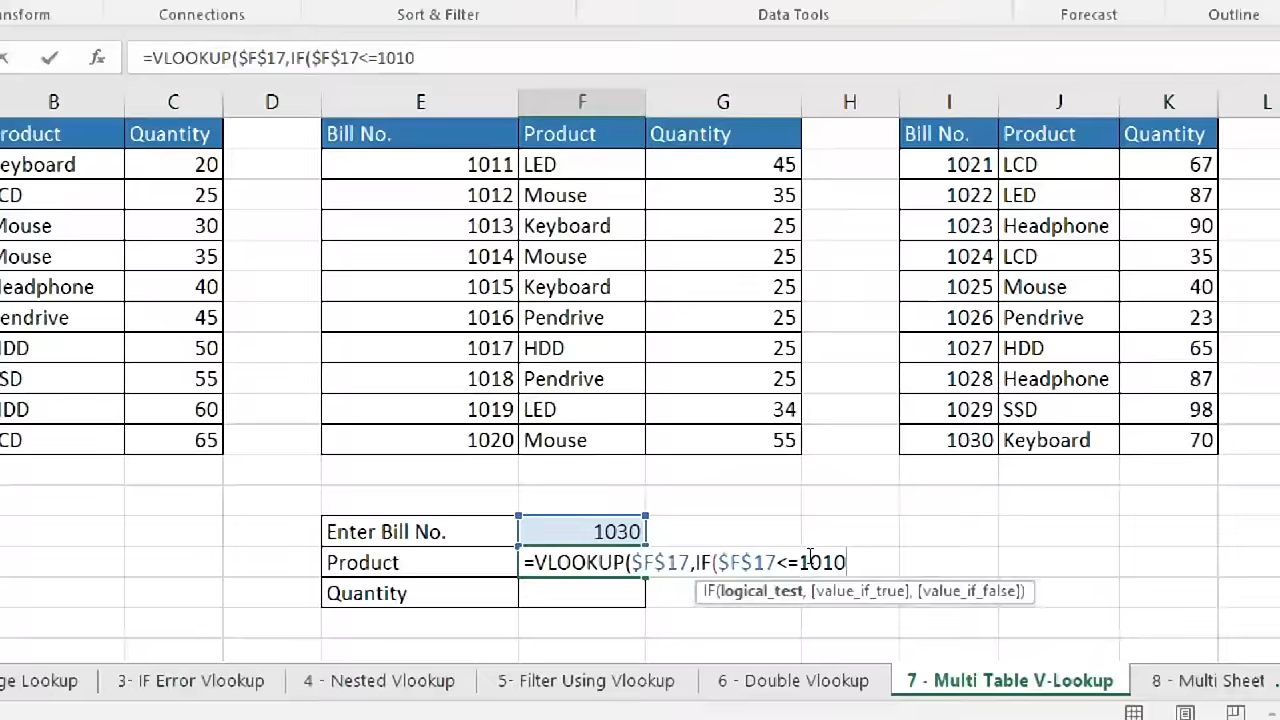 nsform Connections Sort & Filter Data Tools Forecast Outline
fx =VLOOKUP($F$17,IF($F$17<=1010
B C D E F G H I J K L
roduct Quantity Bill No. Product Quantity Bill No. Product Quantity
eyboard 20 1011 LED 45 1021 LCD 67
CD 25 1012 Mouse 35 1022 LED 87
Mouse 30 1013 Keyboard 25 1023 Headphone 90
Mouse 35 1014 Mouse 25 1024 LCD 35
Headphone 40 1015 Keyboard 25 1025 Mouse 40
endrive 45 1016 Pendrive 25 1026 Pendrive 23
HDD 50 1017 HDD 25 1027 HDD 65
SD 55 1018 Pendrive 25 1028 Headphone 87
HDD 60 1019 LED 34 1029 SSD 98
CD 65 1020 Mouse 55 1030 Keyboard 70
Enter Bill No. 1030
Product =VLOOKUP($F$17,IF($F$17<=1010
Quantity IF(logical_test, [value_if_true], [value_if_false])
ge Lookup 3- IF Error Vlookup 4 - Nested Vlookup 5- Filter Using Vlookup 6 - Double Vlookup 7 - Multi Table V-Lookup 8 - Multi Sheet ...